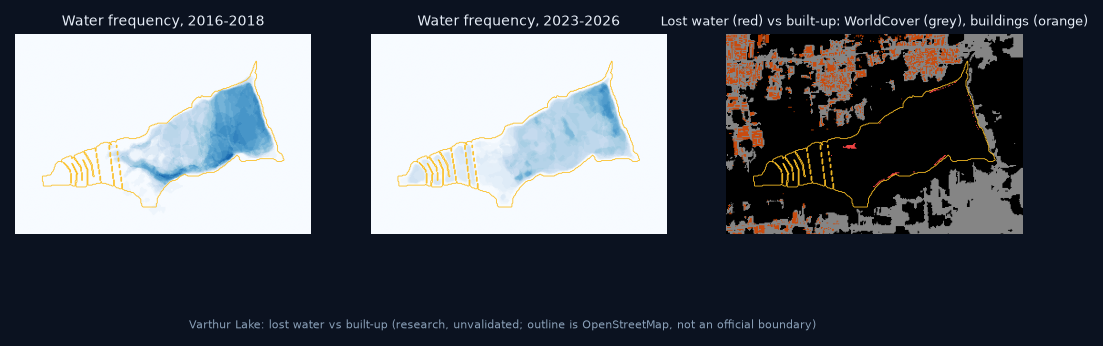 Water frequency, 2016-2018
Water frequency, 2023-2026
Lost water (red) vs built-up: WorldCover (grey), buildings (orange)
Varthur Lake: lost water vs built-up (research, unvalidated; outline is OpenStreetMap, not an official boundary)